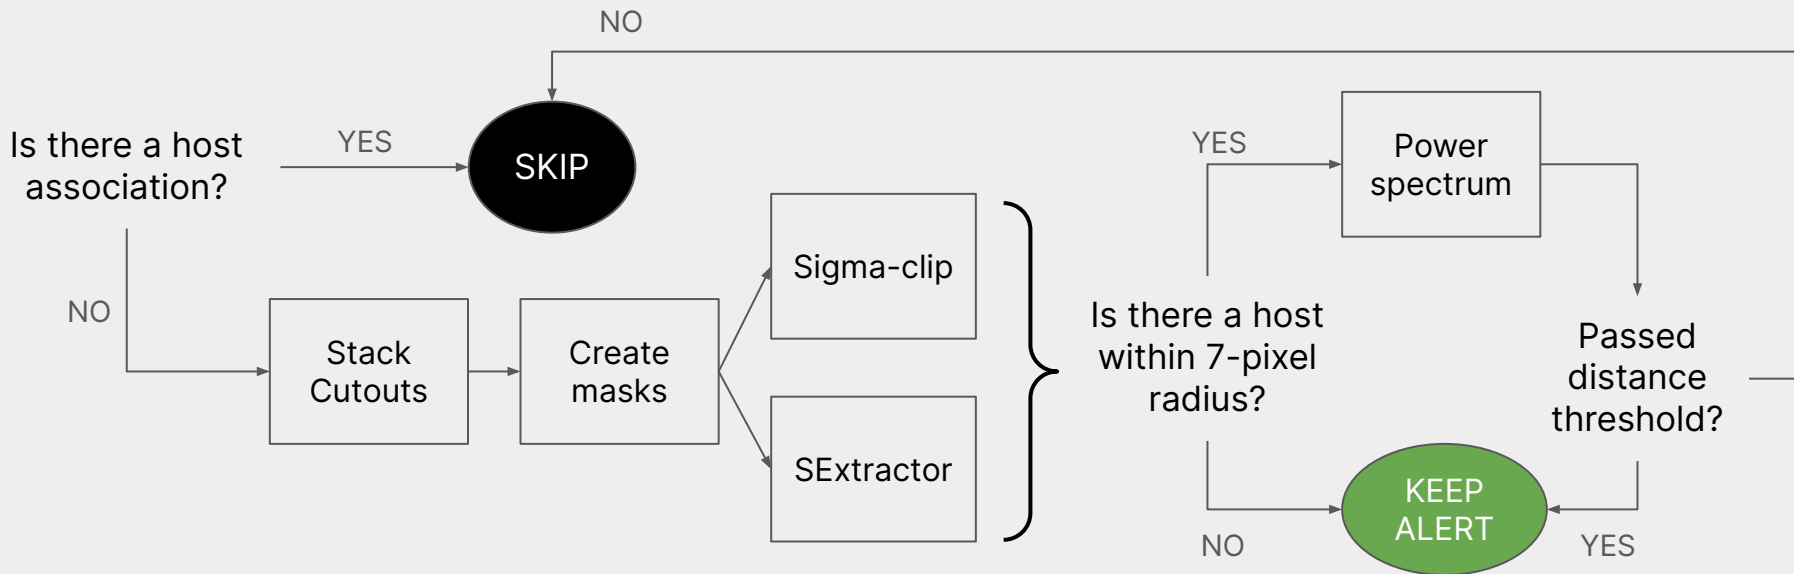 NO
Is there a host
association?
YES
SKIP
NO
Stack
Cutouts
Create
masks
Sigma-clip
SExtractor
Is there a host
within 7-pixel
radius?
YES
Power
spectrum
Passed
distance
threshold?
NO
KEEP
ALERT
YES